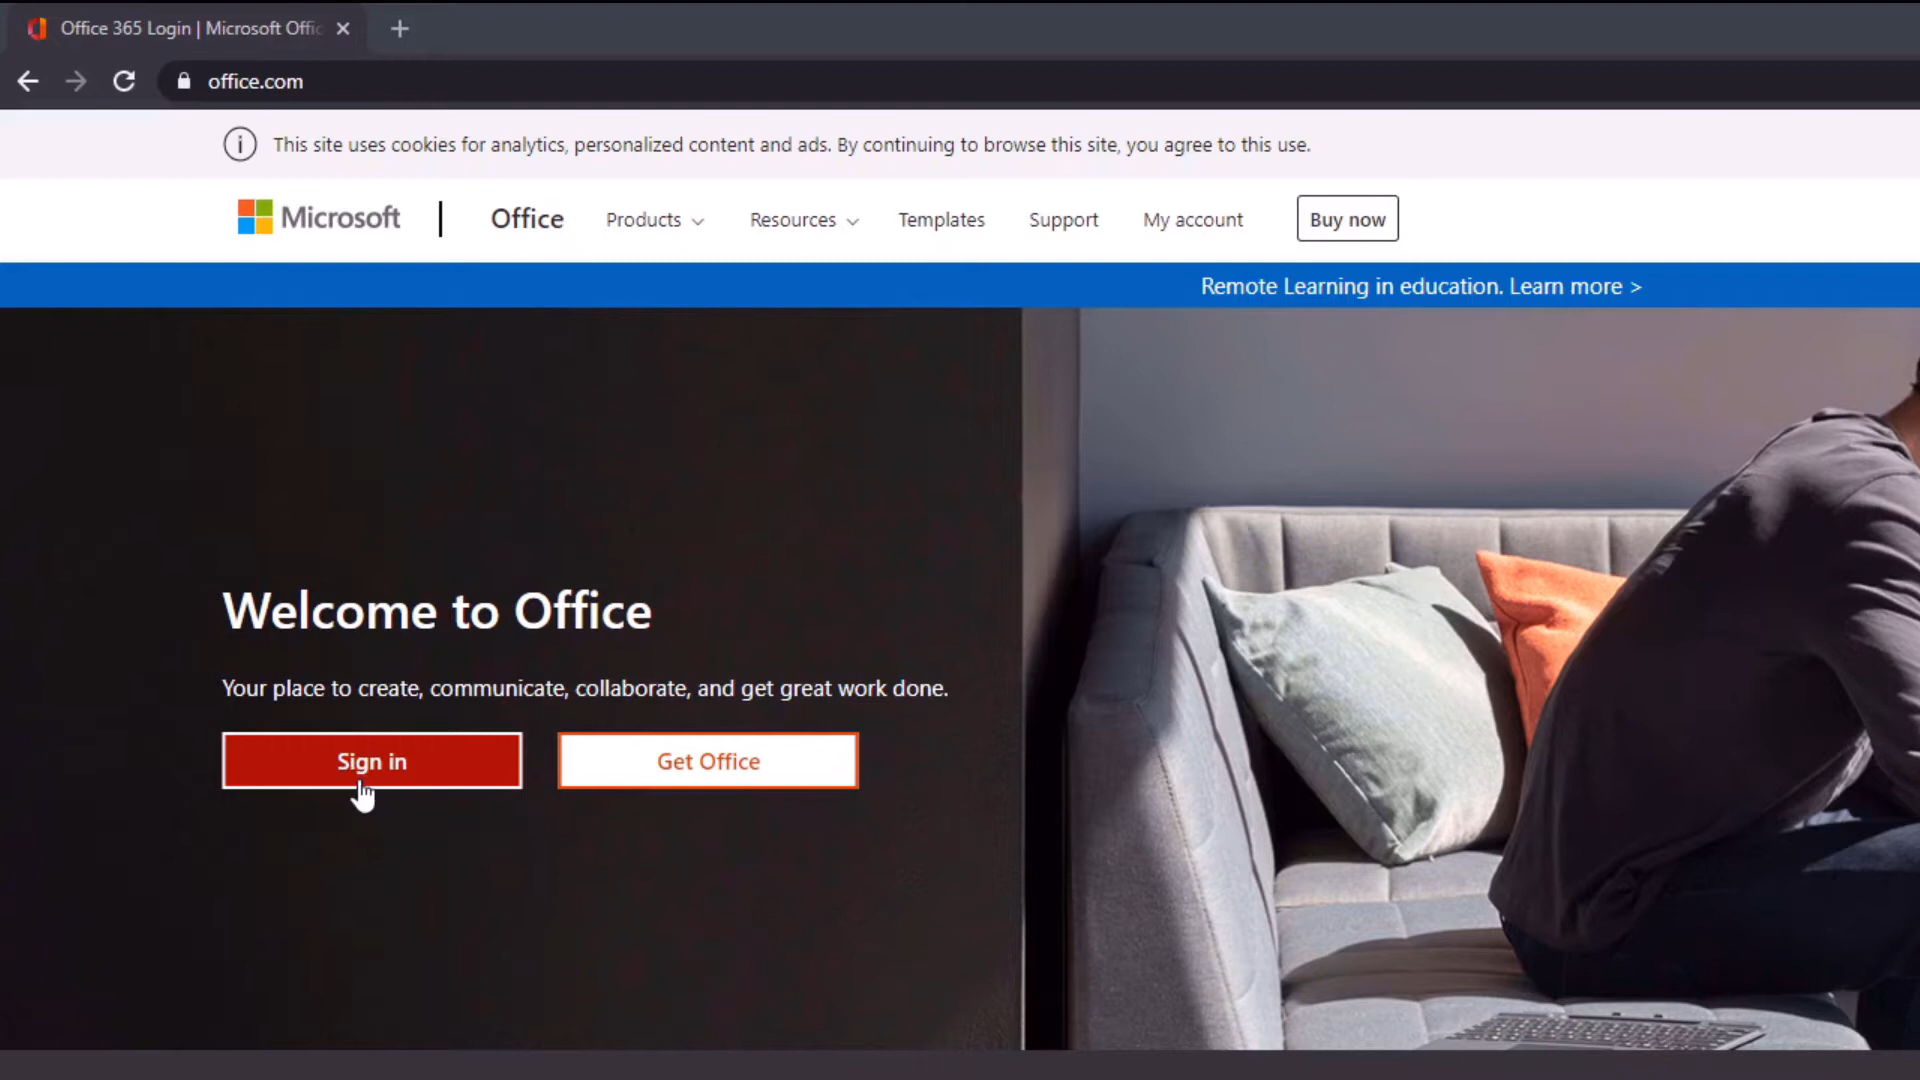 Office 365 Login | Microsoft Offic
office.com
This site uses cookies for analytics, personalized content and ads. By continuing to browse this site, you agree to this use.
Microsoft | Office Products Resources Templates Support My account Buy now
Remote Learning in education. Learn more >
Welcome to Office
Your place to create, communicate, collaborate, and get great work done.
Sign in Get Office